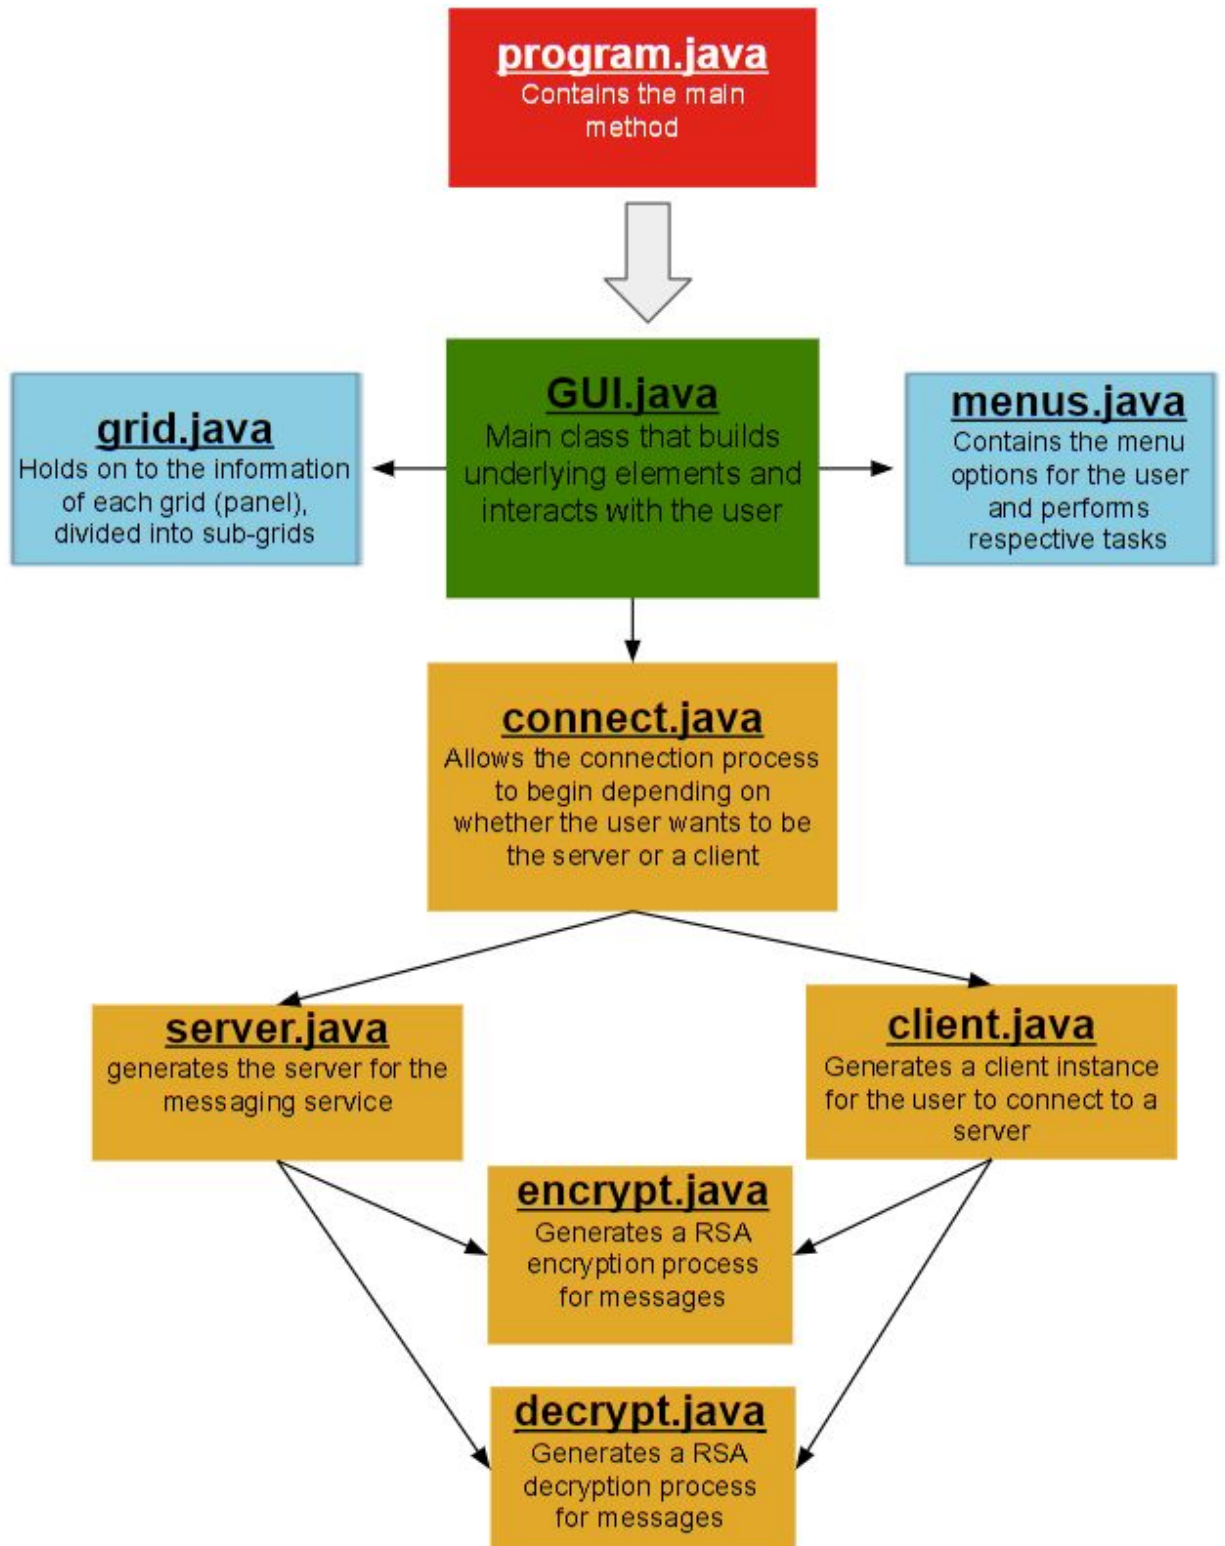 program.java
Contains the main
method
GUI.java
Main class that builds
underlying elements and
interacts with the user
grid.java
Holds on to the information
of each grid (panel),
divided into sub-grids
menus.java
Contains the menu
options for the user
and performs
respective tasks
connect.java
Allows the connection process
to begin depending on
whether the user wants to be
the server or a client
server.java
generates the server for the
messaging service
client.java
Generates a client instance
for the user to connect to a
server
encrypt.java
Generates a RSA
encryption process
for messages
decrypt.java
Generates a RSA
decryption process
for messages